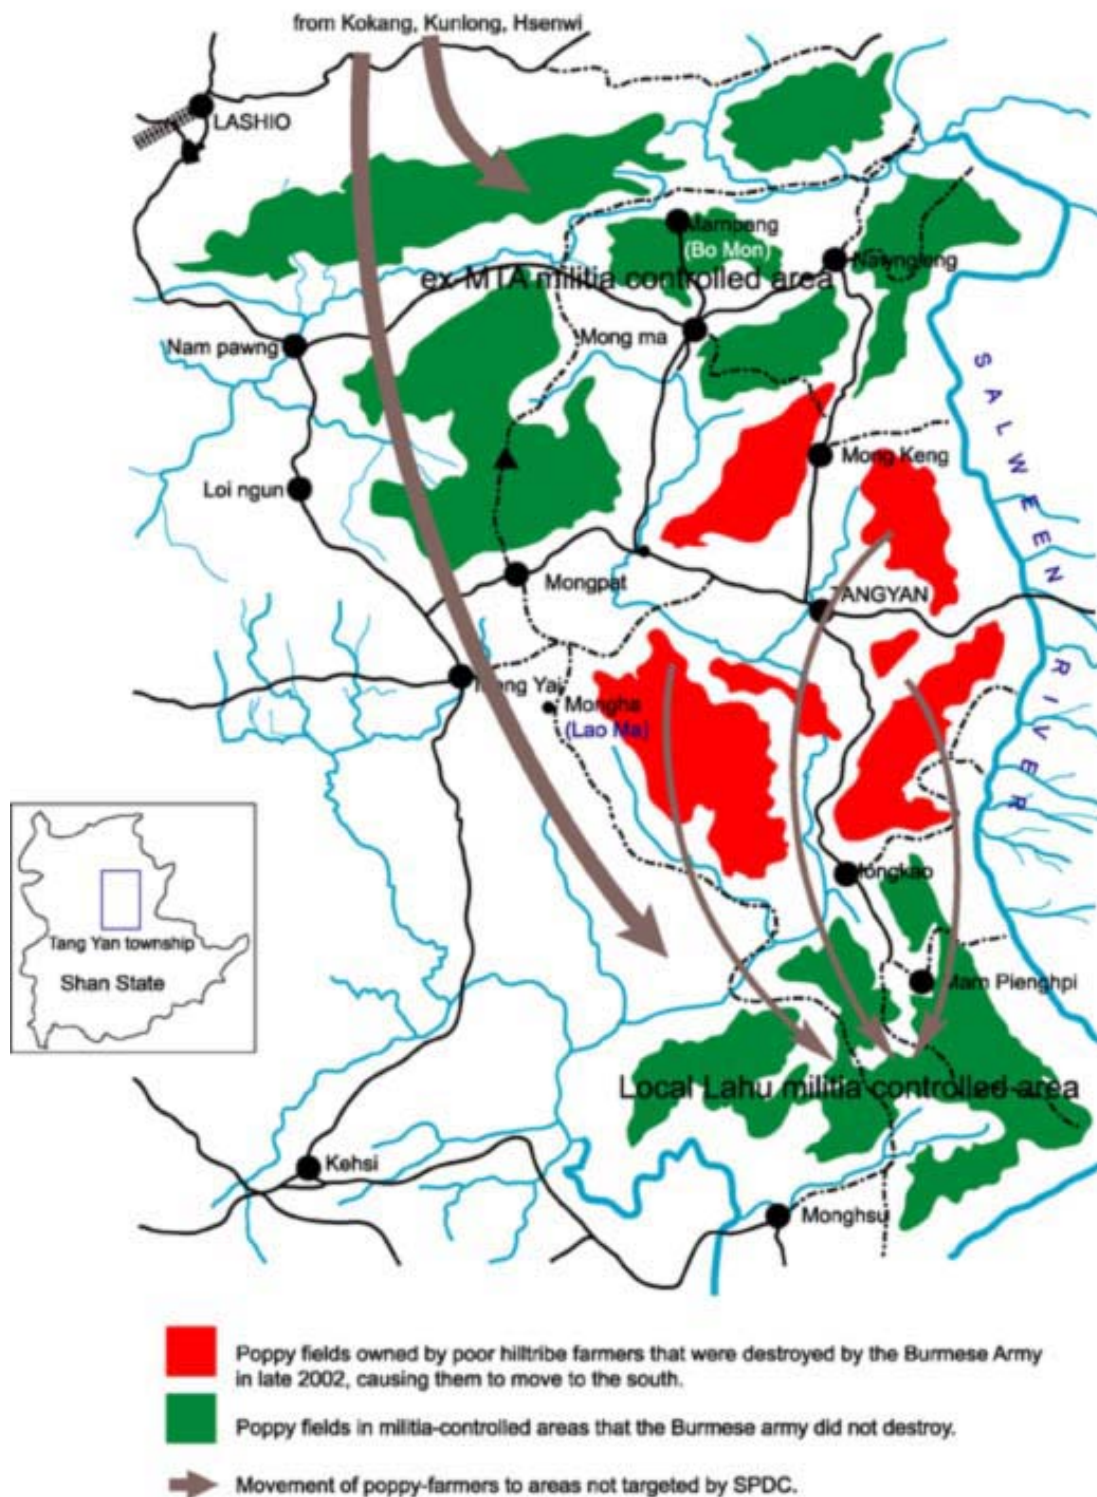 from Kokang, Kunlong, Hsenwi
LASHIO
Marnpang
(Bo Mon)
Nawngleng
ex-MTA militia controlled area
Mong ma
Nam pawng
SALWEEN RIVER
Mong Keng
Loi ngun
Mongpat
TANGYAN
Mong Yai
Mongha
(Lao Ma)
Mongkao
Tang Yan township
Shan State
Mam Pienghpi
Local Lahu militia controlled area
Kehsi
Monghsu
Poppy fields owned by poor hilltribe farmers that were destroyed by the Burmese Army
in late 2002, causing them to move to the south.
Poppy fields in militia-controlled areas that the Burmese army did not destroy.
Movement of poppy-farmers to areas not targeted by SPDC.